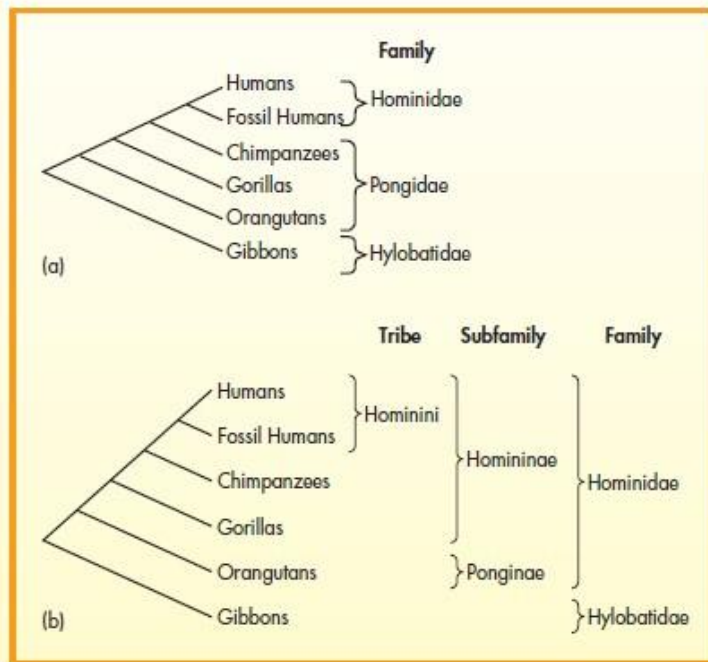 Family
Humans
Hominidae
Fossil Humans
Chimpanzees
Gorillas
Pongidae
Orangutans
Gibbons
Hylobatidae
(a)
Tribe Subfamily Family
Humans
Hominini
Fossil Humans
Homininae
Chimpanzees
Hominidae
Gorillas
Orangutans
Ponginae
(b)
Gibbons
Hylobatidae